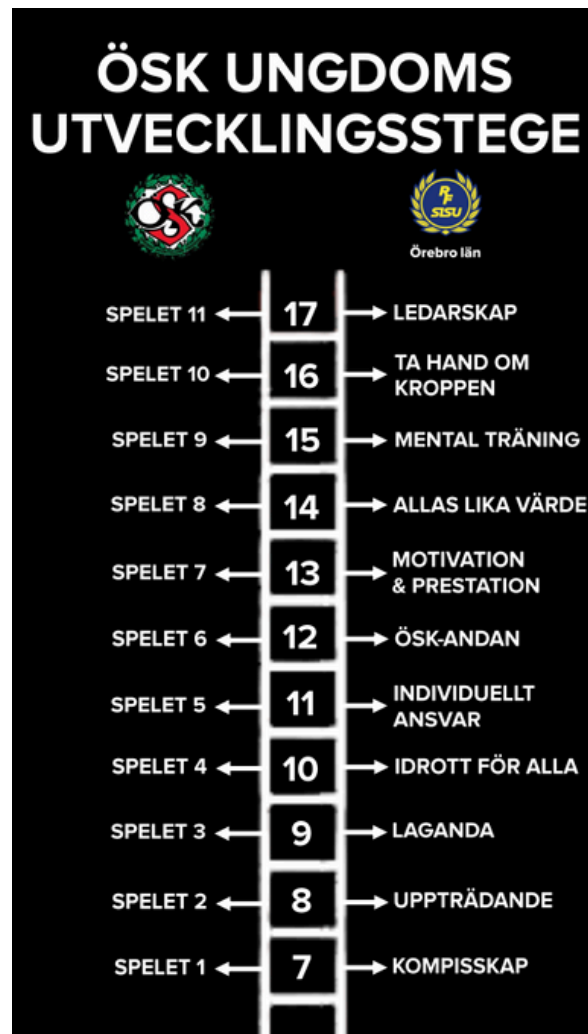 ÖSK UNGDOMS
UTVECKLINGSSTEGE
ÖSK
RF
SISU
Örebro län
SPELET 11 17 LEDARSKAP
SPELET 10 16 TA HAND OM
KROPPEN
SPELET 9 15 MENTAL TRÄNING
SPELET 8 14 ALLAS LIKA VÄRDE
SPELET 7 13 MOTIVATION
& PRESTATION
SPELET 6 12 ÖSK-ANDAN
SPELET 5 11 INDIVIDUELLT
ANSVAR
SPELET 4 10 IDROTT FÖR ALLA
SPELET 3 9 LAGANDA
SPELET 2 8 UPPTRÄDANDE
SPELET 1 7 KOMPISSKAP